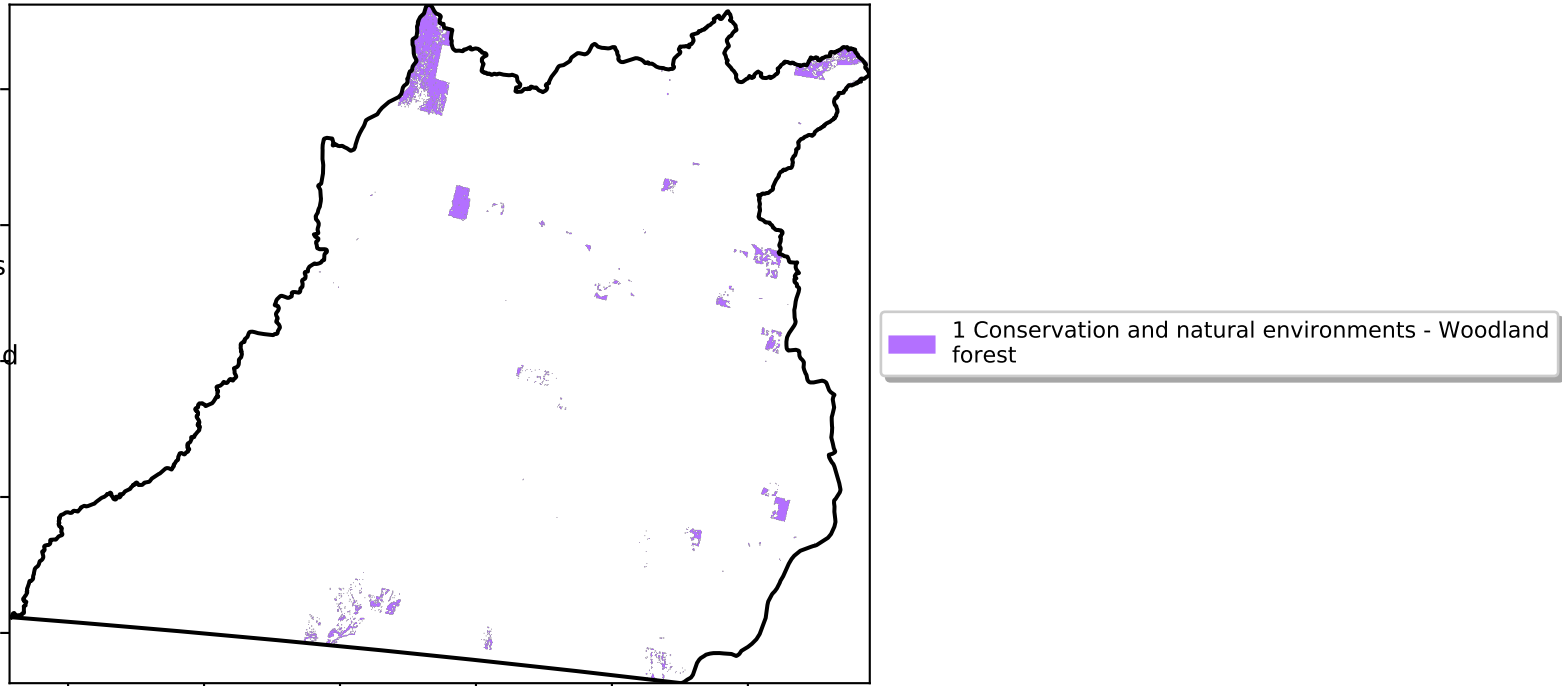 s
d
1 Conservation and natural environments - Woodland
forest